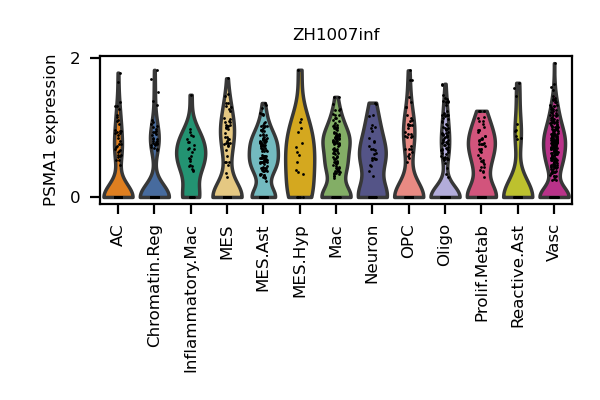 ZH1007inf
PSMA1 expression
2
0
AC
Chromatin.Reg
Inflammatory.Mac
MES
MES.Ast
MES.Hyp
Mac
Neuron
OPC
Oligo
Prolif.Metab
Reactive.Ast
Vasc